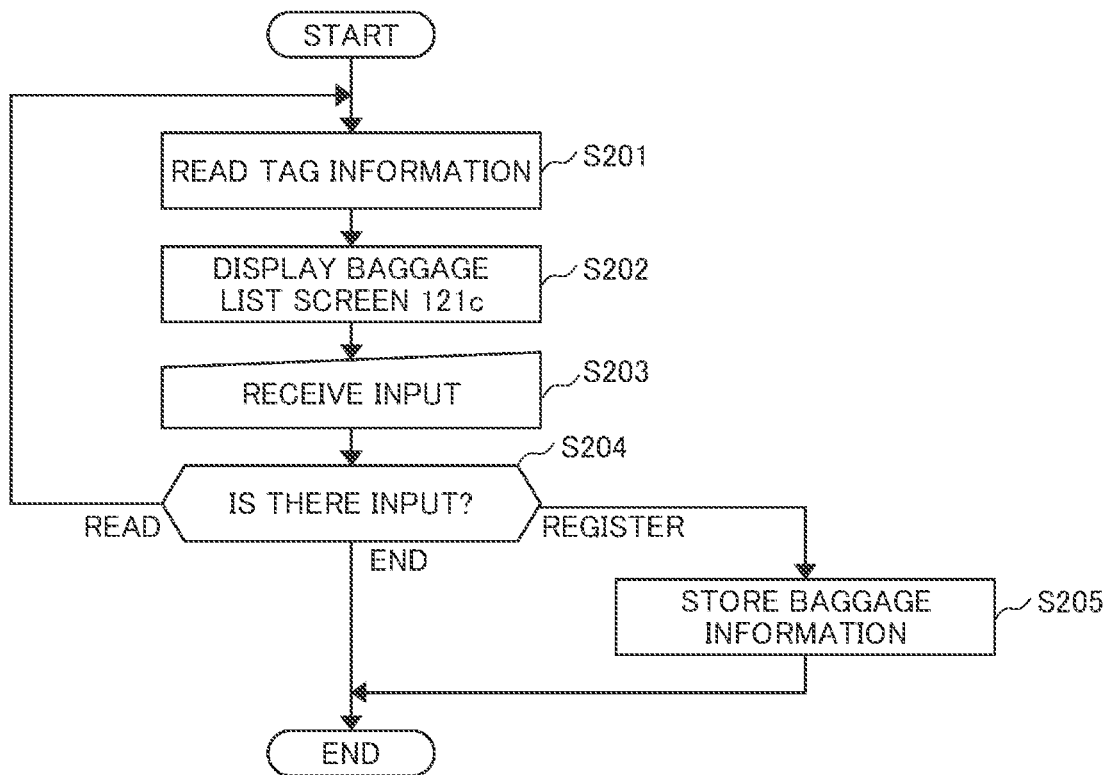 START
READ TAG INFORMATION
S201
DISPLAY BAGGAGE
LIST SCREEN 121c
S202
RECEIVE INPUT
S203
S204
IS THERE INPUT?
READ
REGISTER
END
STORE BAGGAGE
INFORMATION
S205
END